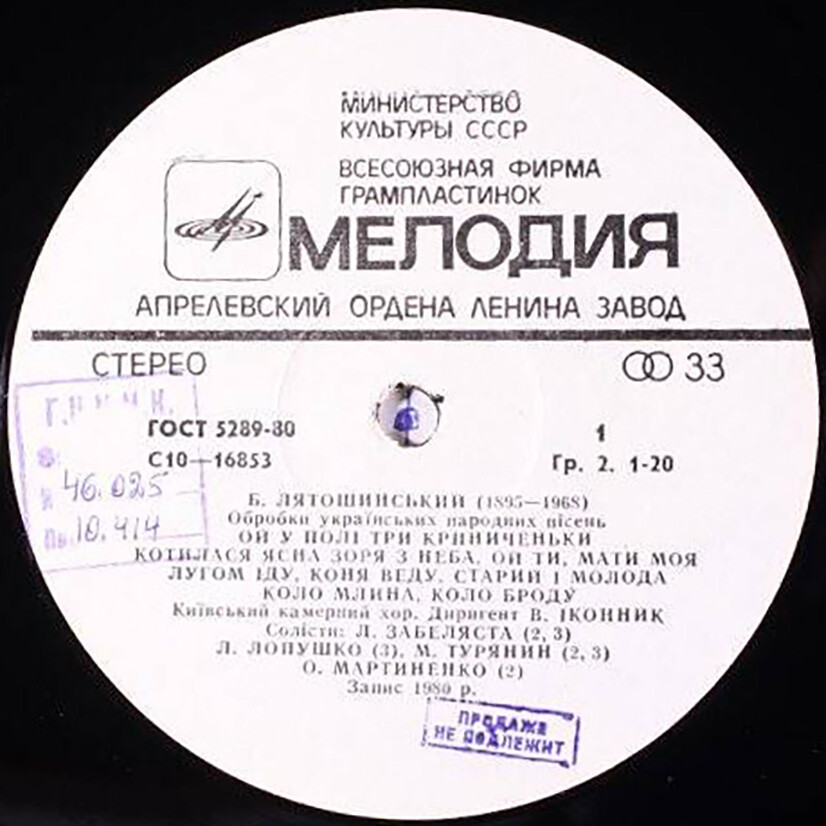 МИНИСТЕРСТВО
КУЛЬТУРЫ СССР
ВСЕСОЮЗНАЯ ФИРМА
ГРАМПЛАСТИНОК
МЕЛОДИЯ
АПРЕЛЕВСКИЙ ОРДЕНА ЛЕНИНА ЗАВОД
СТЕРЕО
33
ГОСТ 5289-80
1
С10—16853
Гр. 2. 1-20
46.025
10.414
Б. ЛЯТОШИНСЬКИЙ (1895—1968)
Обробки українських народних пісень
ОЙ У ПОЛІ ТРИ КРИНИЧЕНЬКИ
КОТИЛАСЯ ЯСНА ЗОРЯ З НЕБА, ОЙ ТИ, МАТИ МОЯ
ЛУГОМ ІДУ, КОНЯ ВЕДУ, СТАРИЙ І МОЛОДА
КОЛО МЛИНА, КОЛО БРОДУ
Київський камерний хор. Диригент В. ІКОННИК
Солісти: Л. ЗАБЕЛЯСТА (2, 3)
Л. ЛОПУШКО (3), М. ТУРЯНИН (2, 3)
О. МАРТИНЕНКО (2)
Запис 1980 р.
ПРОДАЖЕ
НЕ ПОДЛЕЖИТ